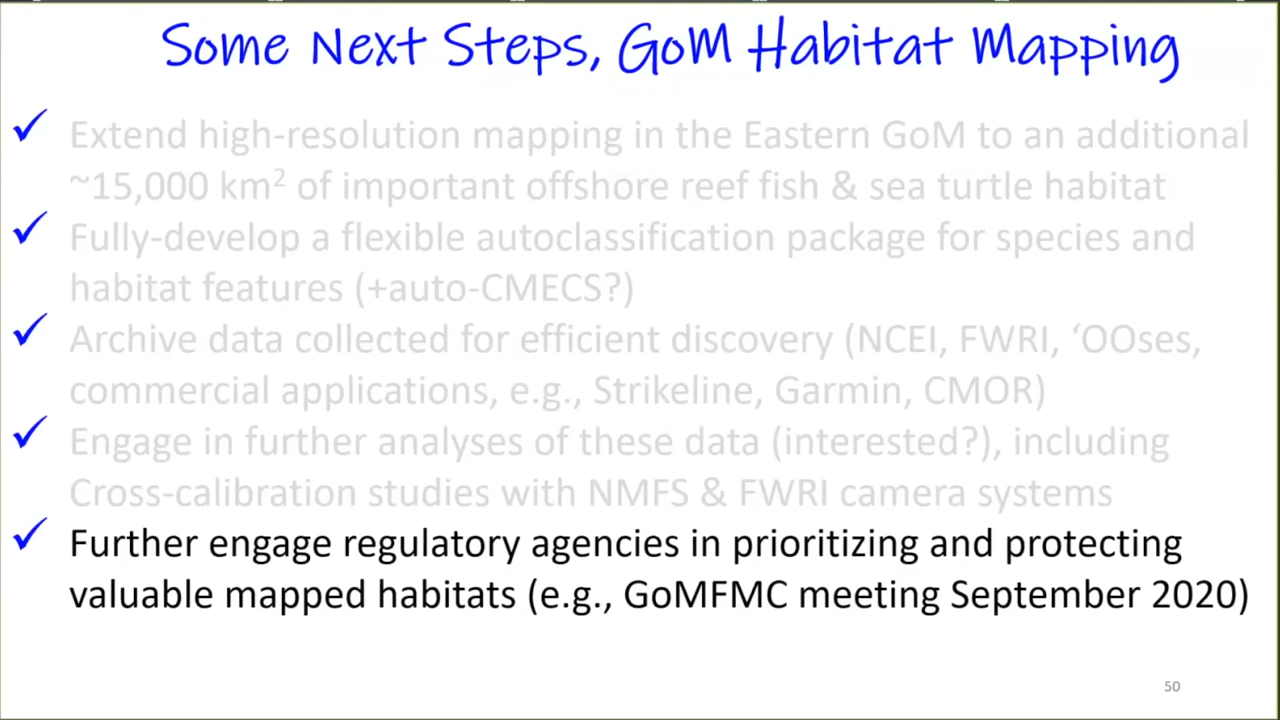 Some Next Steps, GoM Habitat Mapping
✓ Extend high-resolution mapping in the Eastern GoM to an additional
~15,000 km² of important offshore reef fish & sea turtle habitat
✓ Fully-develop a flexible autoclassification package for species and
habitat features (+auto-CMECS?)
✓ Archive data collected for efficient discovery (NCEI, FWRI, ‘OOses,
commercial applications, e.g., Strikeline, Garmin, CMOR)
✓ Engage in further analyses of these data (interested?), including
Cross-calibration studies with NMFS & FWRI camera systems
✓ Further engage regulatory agencies in prioritizing and protecting
valuable mapped habitats (e.g., GoMFMC meeting September 2020)
50